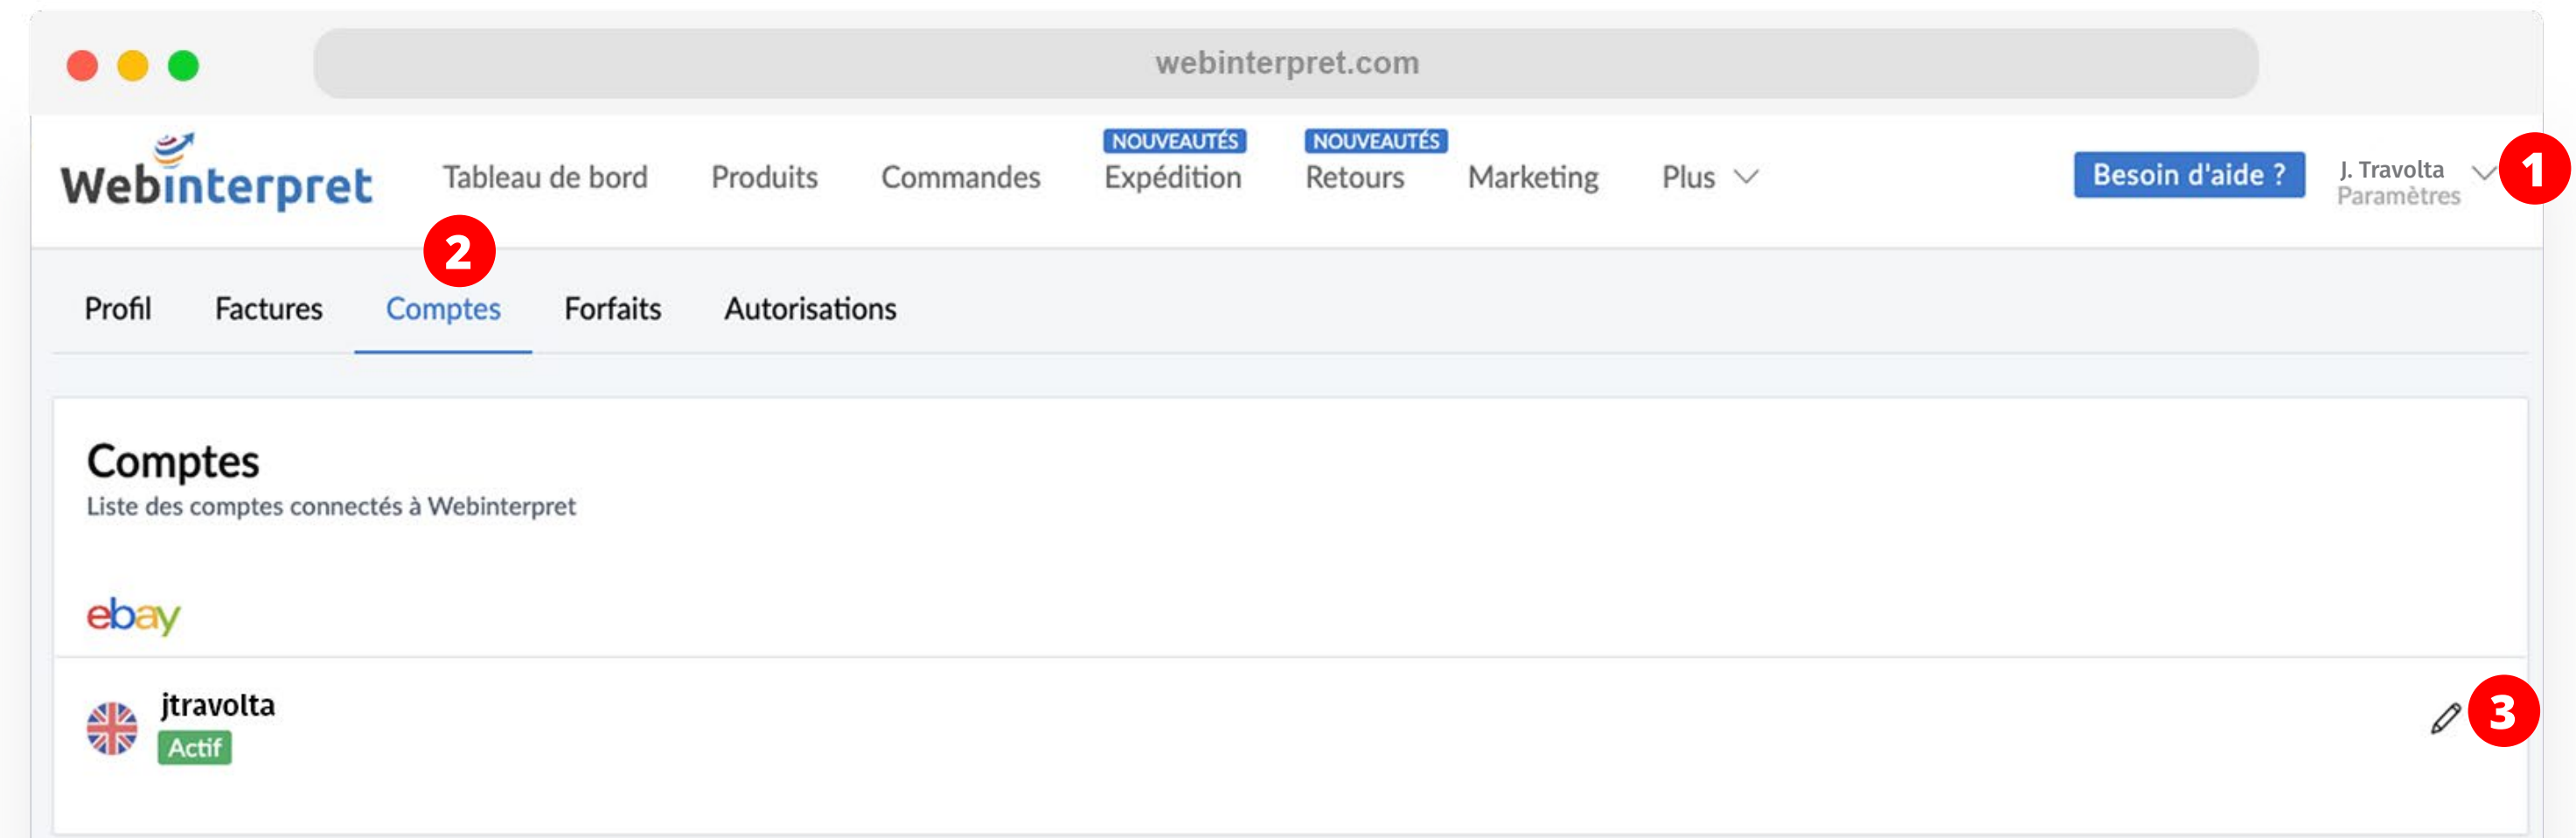 webinterpret.com
Webinterpret
Tableau de bord
Produits
Commandes
NOUVEAUTÉS
Expédition
NOUVEAUTÉS
Retours
Marketing
Plus
Besoin d'aide ?
J. Travolta
Paramètres
1
2
Profil
Factures
Comptes
Forfaits
Autorisations
Comptes
Liste des comptes connectés à Webinterpret
ebay
jtravolta
Actif
3